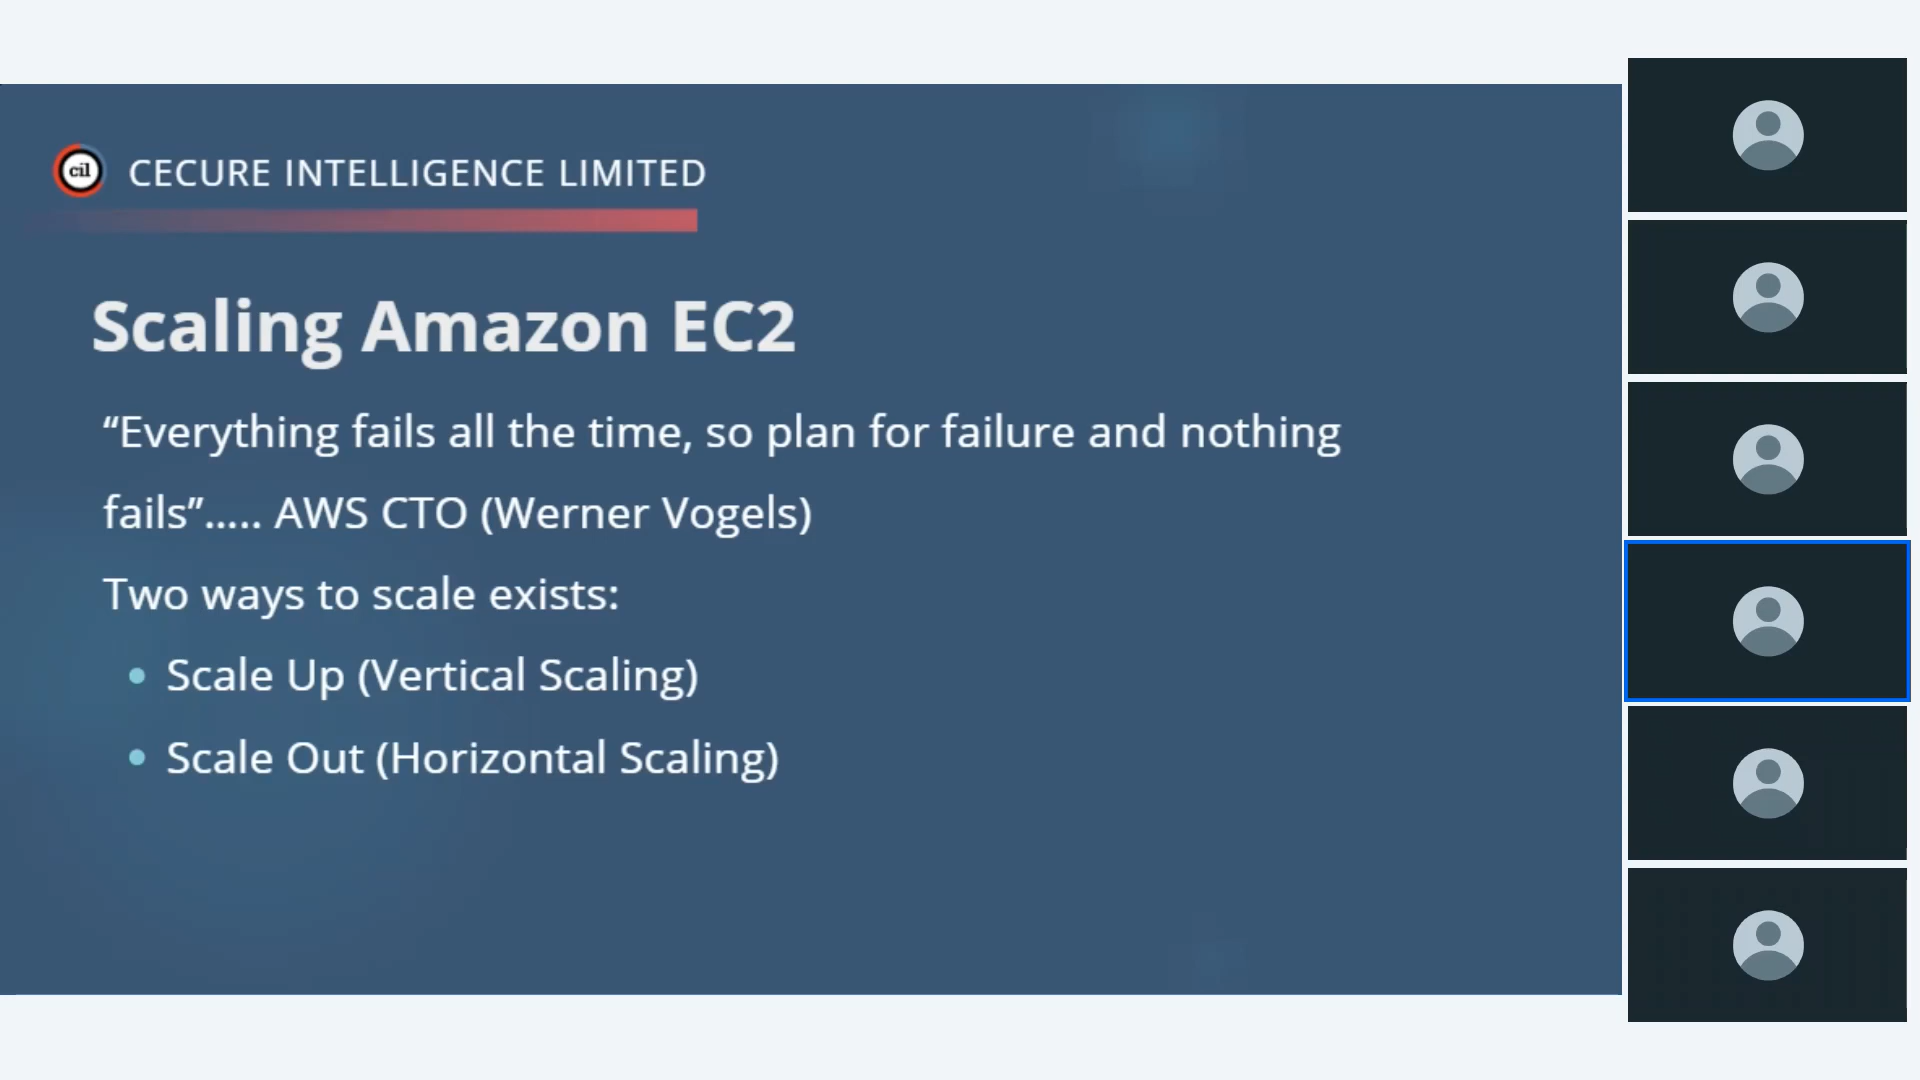 cil
CECURE INTELLIGENCE LIMITED
Scaling Amazon EC2
“Everything fails all the time, so plan for failure and nothing
fails”..... AWS CTO (Werner Vogels)
Two ways to scale exists:
• Scale Up (Vertical Scaling)
• Scale Out (Horizontal Scaling)